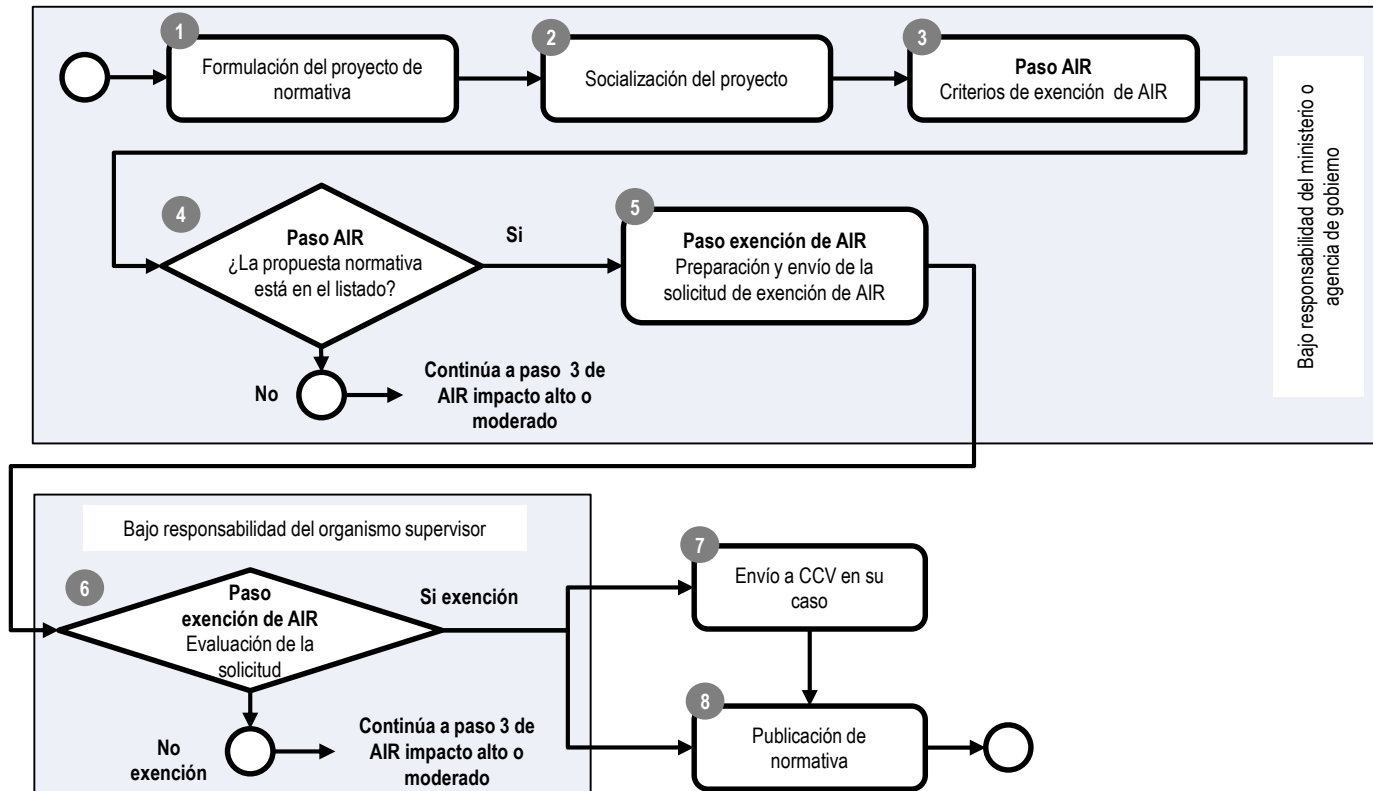 1
Formulación del proyecto de
normativa
2
Socialización del proyecto
3
Paso AIR
Criterios de exención de AIR
Bajo responsabilidad del ministerio o
agencia de gobierno
4
Paso AIR
¿La propuesta normativa
está en el listado?
Si
5
Paso exención de AIR
Preparación y envío de la
solicitud de exención de AIR
No
Continúa a paso 3 de
AIR impacto alto o
moderado
Bajo responsabilidad del organismo supervisor
6
Paso
exención de AIR
Evaluación de la
solicitud
Si exención
7
Envío a CCV en su
caso
No
exención
Continúa a paso 3 de
AIR impacto alto o
moderado
8
Publicación de
normativa